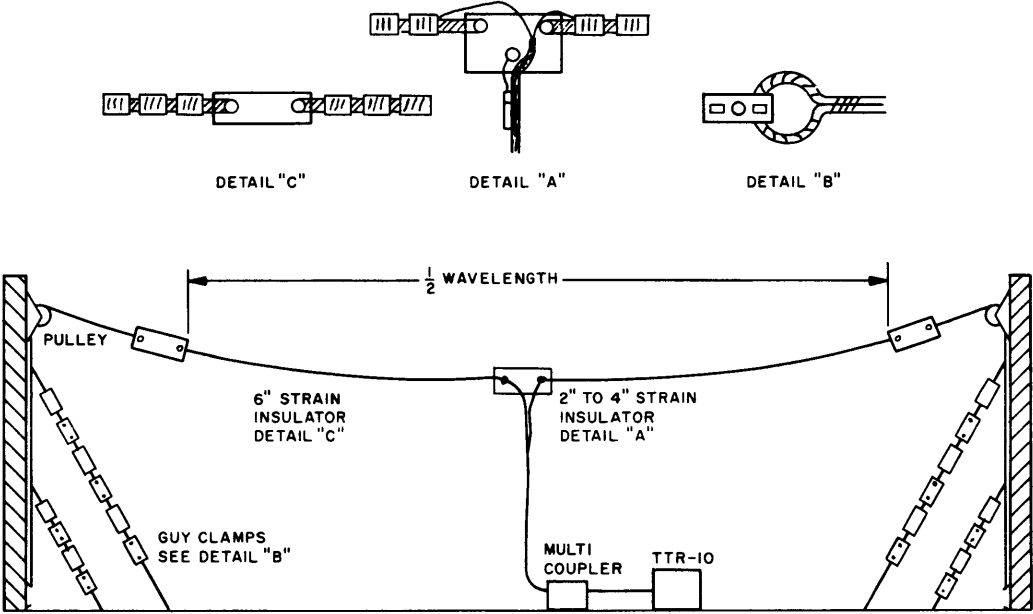 DETAIL "C"
DETAIL "A"
DETAIL "B"
1/2 WAVELENGTH
PULLEY
6" STRAIN
INSULATOR
DETAIL "C"
2" TO 4" STRAIN
INSULATOR
DETAIL "A"
GUY CLAMPS
SEE DETAIL "B"
MULTI
COUPLER
TTR-10